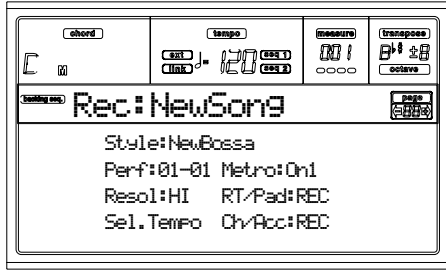 chord tempo measure transpose
C M ext link ♩= 120 seq 1 seq 2 001 B♭♯ ±8
octave
backing seq. Rec:NewSong page
Style:NewBossa
Perf:01-01 Metro:On1
Resol:HI RT/Pad:REC
Sel.Tempo Ch/Acc:REC